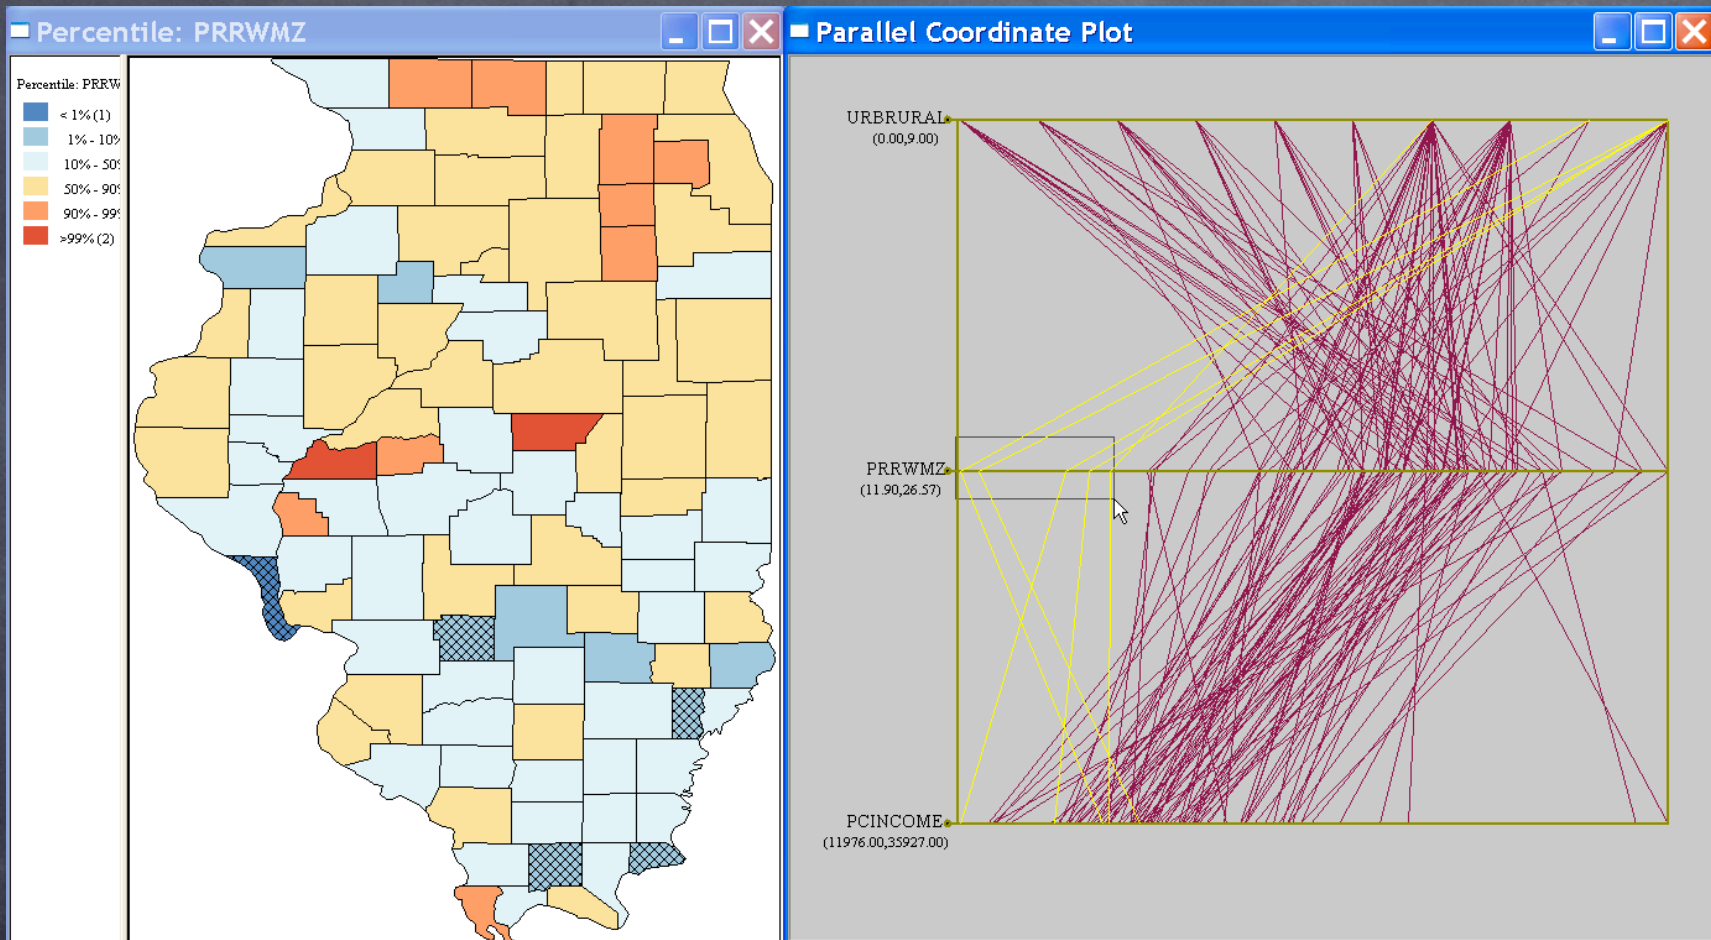 Percentile: PRRWMZ
Percentile: PRRW
< 1% (1)
1% - 10%
10% - 50%
50% - 90%
90% - 99%
>99% (2)
Parallel Coordinate Plot
URBRURAL
(0.00,9.00)
PRRWMZ
(11.90,26.57)
PCINCOME
(11976.00,35927.00)